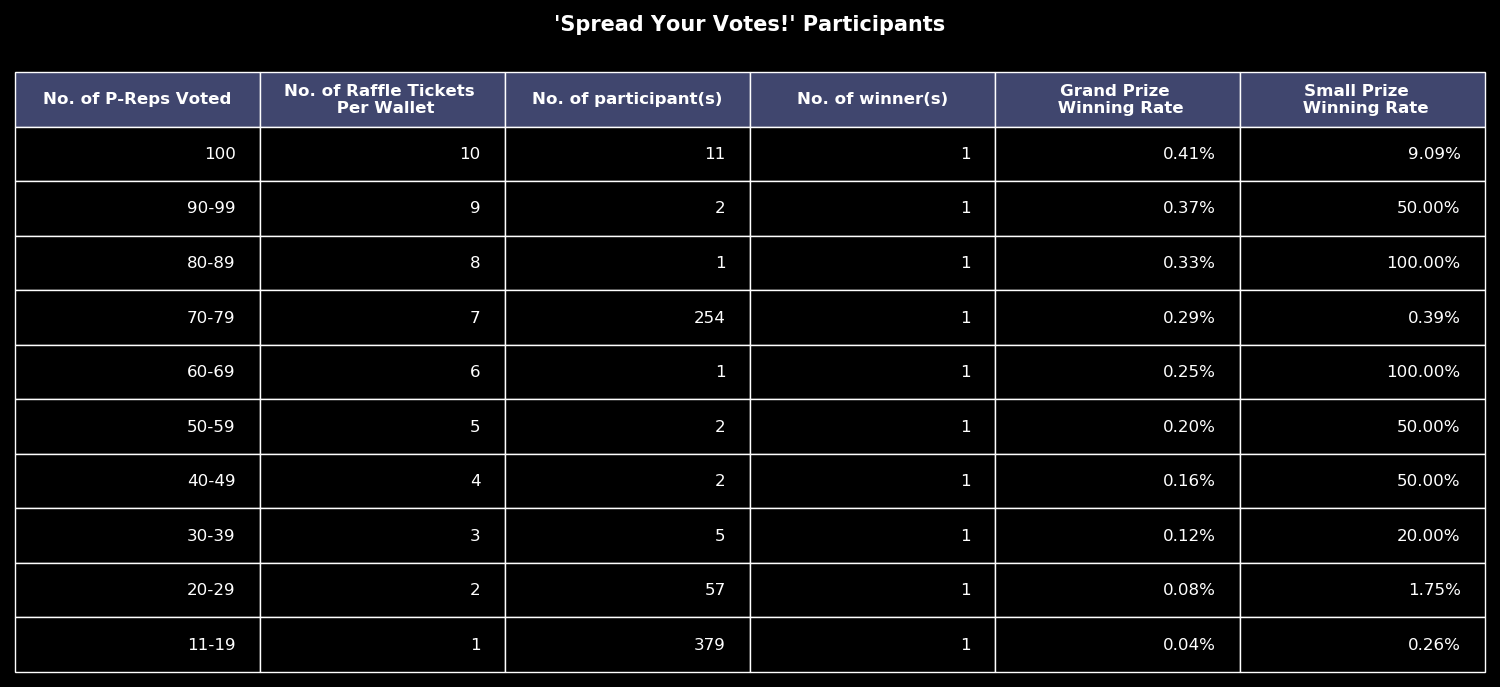 'Spread Your Votes!' Participants
No. of P-Reps Voted No. of Raffle Tickets Per Wallet No. of participant(s) No. of winner(s) Grand Prize Winning Rate Small Prize Winning Rate
100 10 11 1 0.41% 9.09%
90-99 9 2 1 0.37% 50.00%
80-89 8 1 1 0.33% 100.00%
70-79 7 254 1 0.29% 0.39%
60-69 6 1 1 0.25% 100.00%
50-59 5 2 1 0.20% 50.00%
40-49 4 2 1 0.16% 50.00%
30-39 3 5 1 0.12% 20.00%
20-29 2 57 1 0.08% 1.75%
11-19 1 379 1 0.04% 0.26%